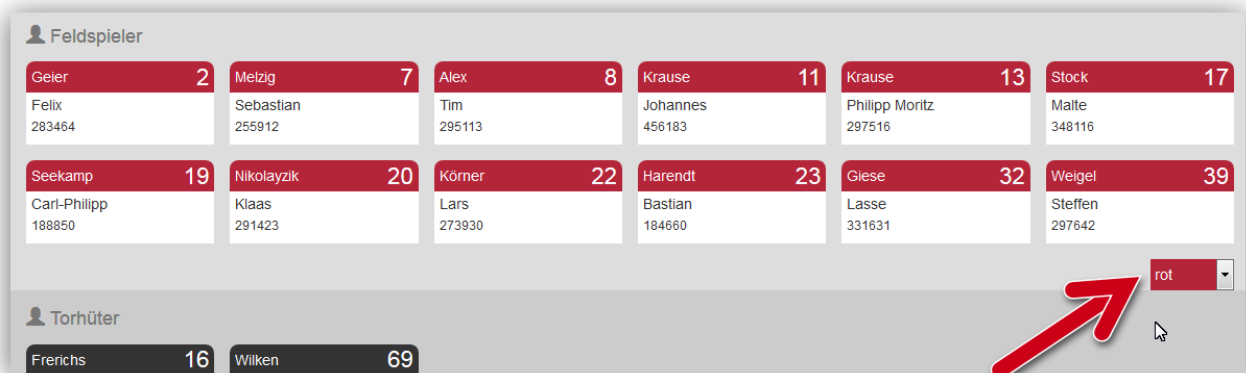 Feldspieler
Geier 2 Melzig 7 Alex 8 Krause 11 Krause 13 Stock 17
Felix Sebastian Tim Johannes Philipp Moritz Malte
283464 255912 295113 456183 297516 348116
Seekamp 19 Nikolayzik 20 Körner 22 Harendt 23 Giese 32 Weigel 39
Carl-Philipp Klaas Lars Bastian Lasse Steffen
188850 291423 273930 184660 331631 297642
rot
Torhüter
Frerichs 16 Wilken 69